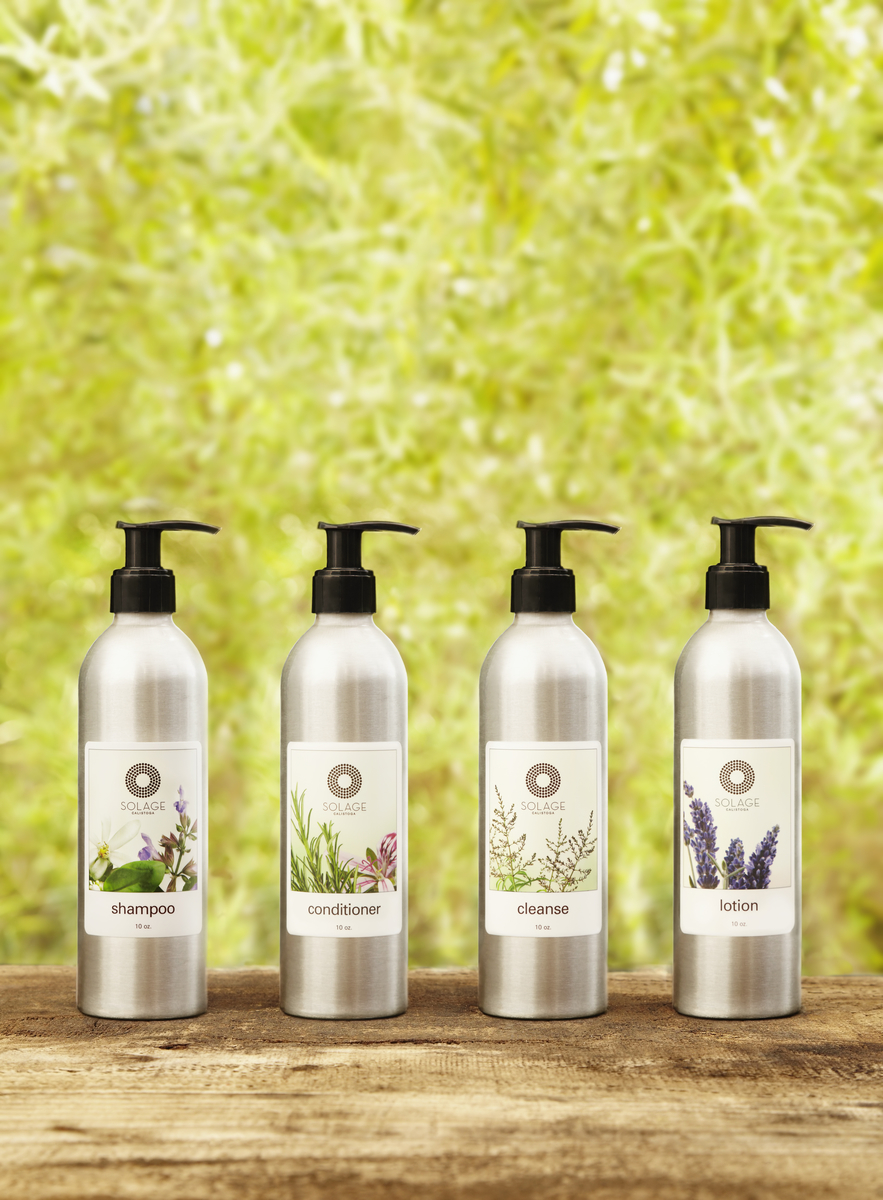 SOLAGE
CALISTOGA
shampoo
10 oz.
SOLAGE
CALISTOGA
conditioner
10 oz.
SOLAGE
CALISTOGA
cleanse
10 oz.
SOLAGE
CALISTOGA
lotion
10 oz.